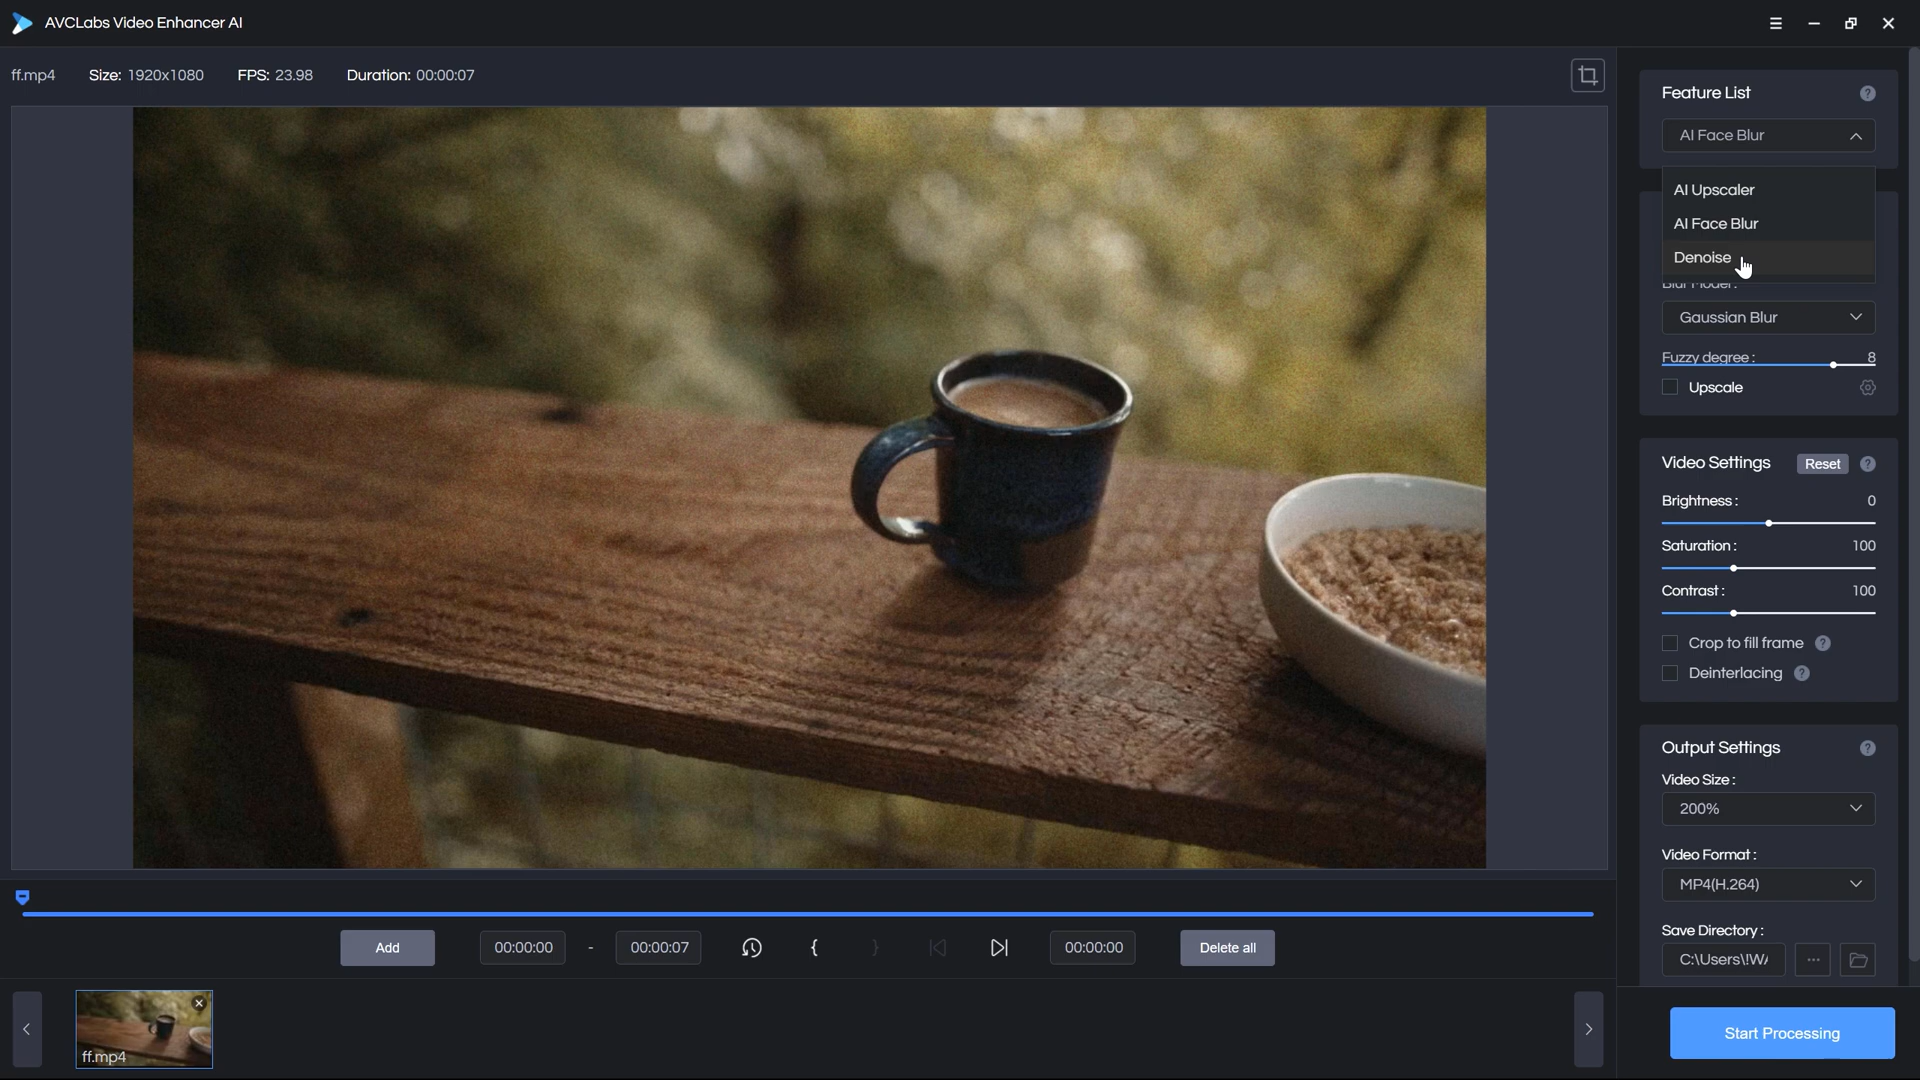 AVCLabs Video Enhancer AI
ff.mp4 Size: 1920x1080 FPS: 23.98 Duration: 00:00:07
Feature List ?
AI Face Blur
AI Upscaler
AI Face Blur
Denoise
Blur Model :
Gaussian Blur
Fuzzy degree : 8
Upscale
Video Settings Reset ?
Brightness : 0
Saturation : 100
Contrast : 100
Crop to fill frame ?
Deinterlacing ?
Output Settings ?
Video Size :
200%
Video Format :
MP4(H.264)
Save Directory :
C:\Users\!W ...
Add 00:00:00 - 00:00:07 { } 00:00:00 Delete all
ff.mp4
Start Processing